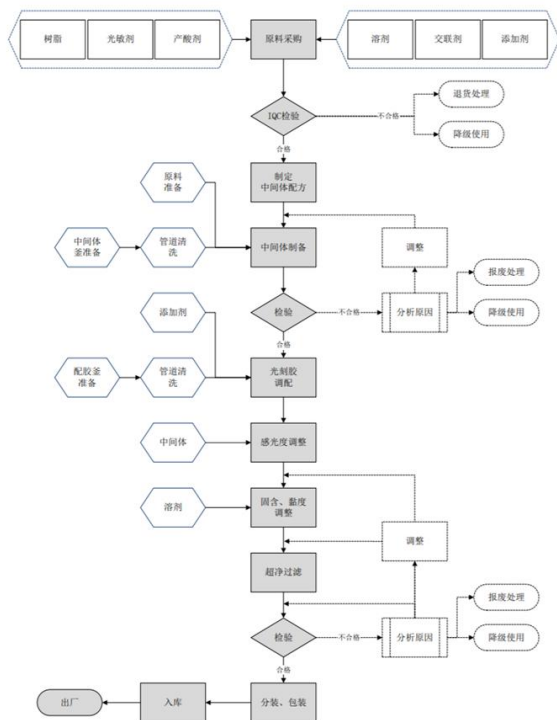 树脂
光敏剂
产酸剂
原料采购
溶剂
交联剂
添加剂
IQC检验
不合格
退货处理
降级使用
合格
原料
准备
制定
中间体配方
中间体
釜准备
管道清
洗
中间体制备
调整
检验
不合格
分析原因
报废处理
降级使用
合格
添加剂
配胶釜
准备
管道清
洗
光刻胶
调配
中间体
感光度调整
溶剂
固含、黏度
调整
调整
超净过滤
检验
不合格
分析原因
报废处理
降级使用
合格
出厂
入库
分装、包装